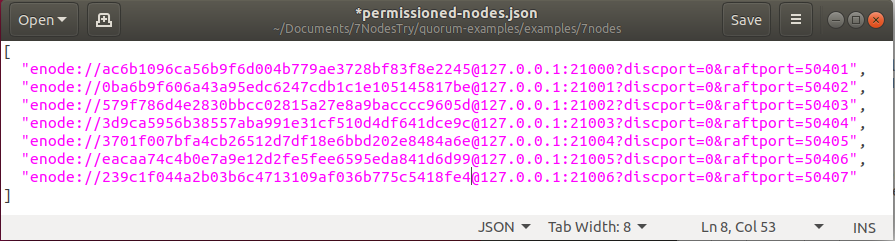 Open
*permissioned-nodes.json
~/Documents/7NodesTry/quorum-examples/examples/7nodes
Save
[
"enode://ac6b1096ca56b9f6d004b779ae3728bf83f8e2245@127.0.0.1:21000?discport=0&raftport=50401",
"enode://0ba6b9f606a43a95edc6247cdb1c1e105145817be@127.0.0.1:21001?discport=0&raftport=50402",
"enode://579f786d4e2830bbcc02815a27e8a9bacccc9605d@127.0.0.1:21002?discport=0&raftport=50403",
"enode://3d9ca5956b38557aba991e31cf510d4df641dce9c@127.0.0.1:21003?discport=0&raftport=50404",
"enode://3701f007bfa4cb26512d7df18e6bbd202e8484a6e@127.0.0.1:21004?discport=0&raftport=50405",
"enode://eacaa74c4b0e7a9e12d2fe5fee6595eda841d6d99@127.0.0.1:21005?discport=0&raftport=50406",
"enode://239c1f044a2b03b6c4713109af036b775c5418fe4@127.0.0.1:21006?discport=0&raftport=50407"
]
JSON Tab Width: 8 Ln 8, Col 53 INS